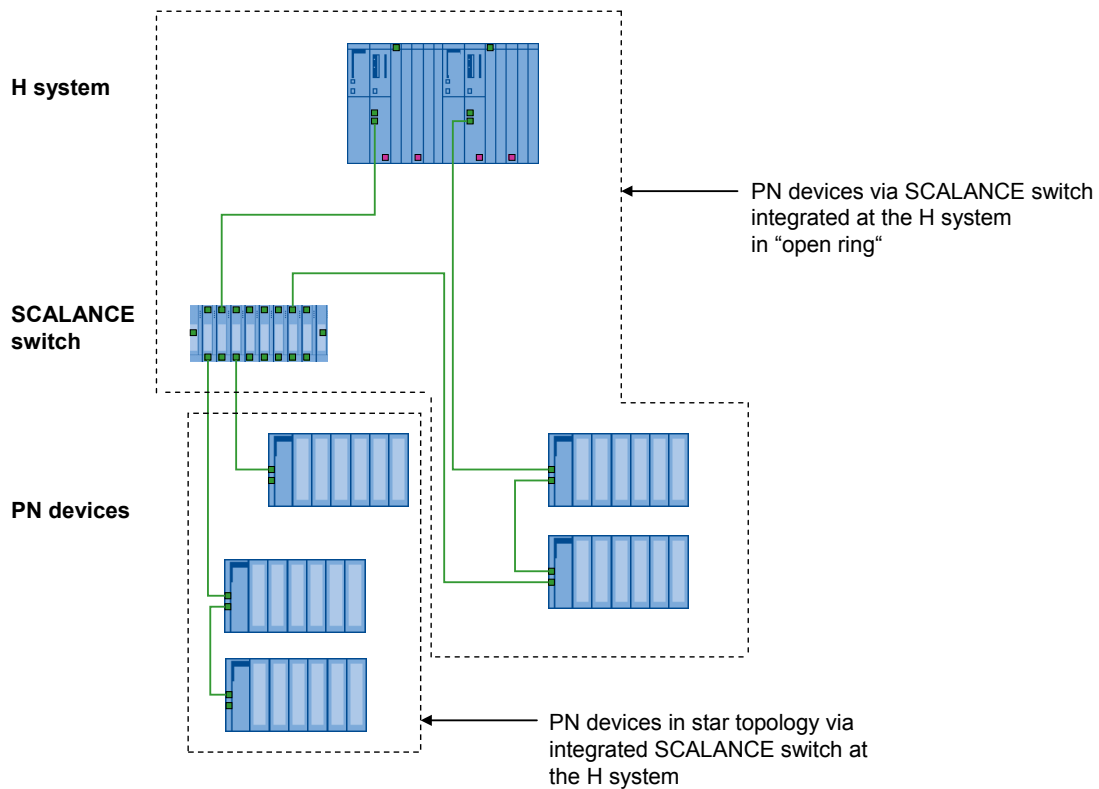 H system
PN devices via SCALANCE switch
integrated at the H system
in “open ring“
SCALANCE
switch
PN devices
PN devices in star topology via
integrated SCALANCE switch at
the H system